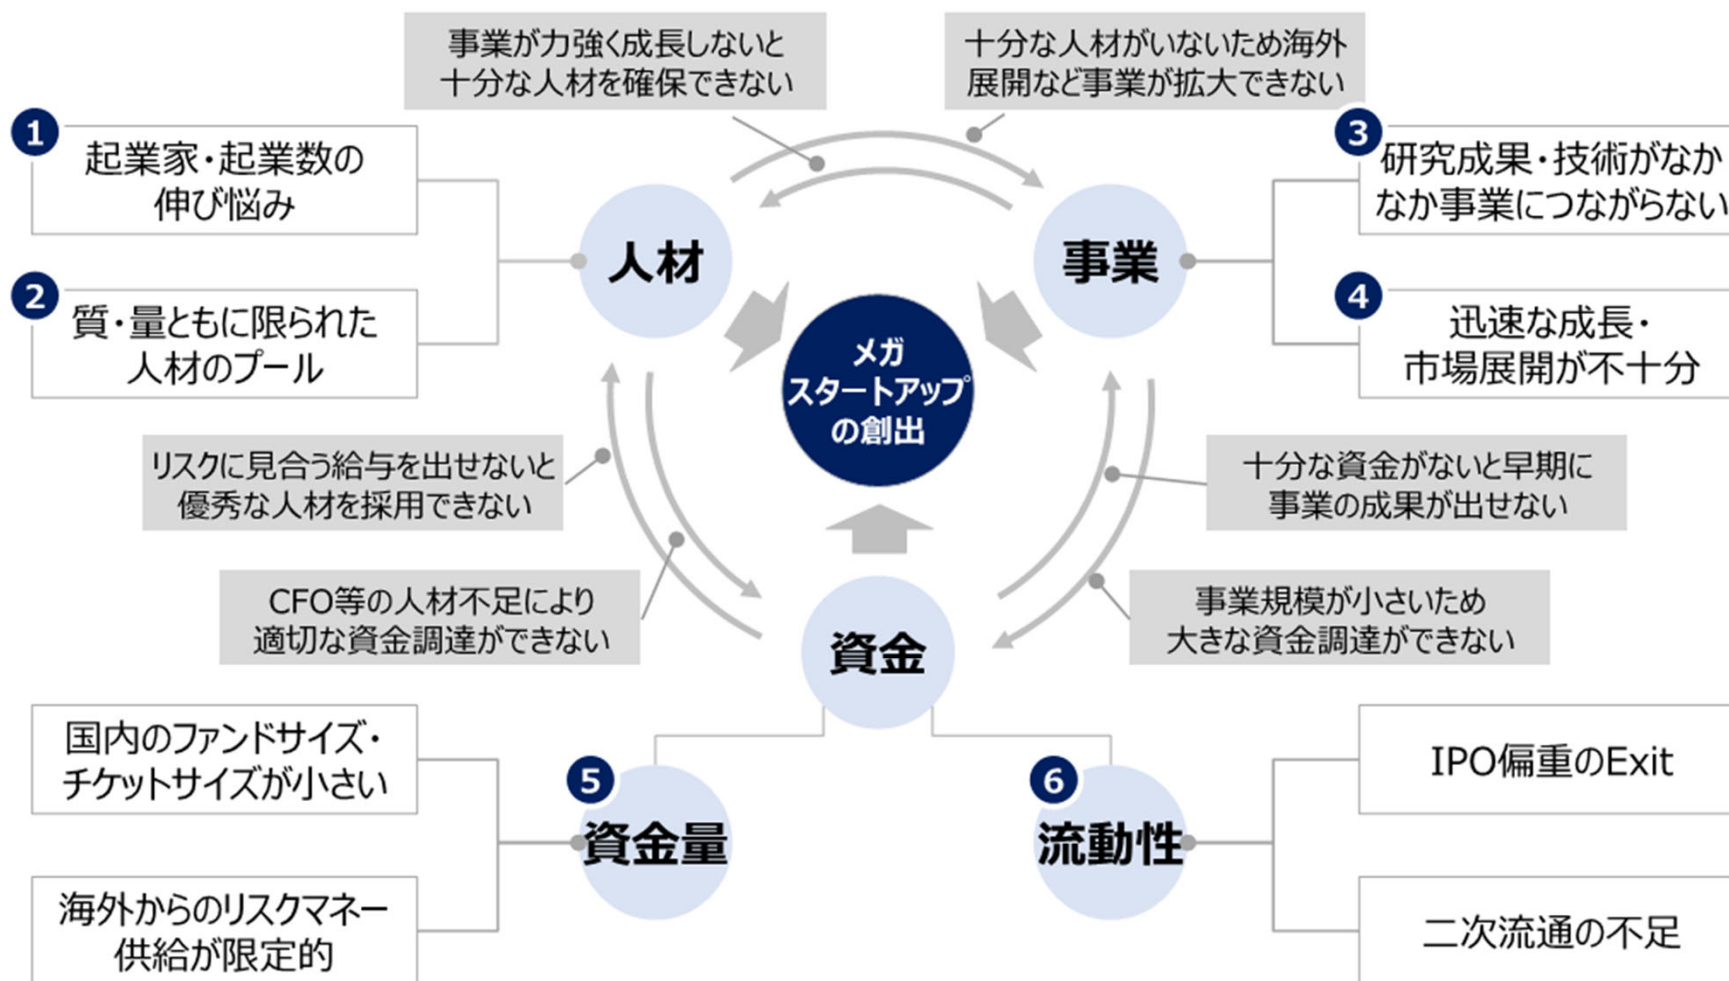 事業が力強く成長しないと
十分な人材を確保できない
十分な人材がいないため海外
展開など事業が拡大できない
1
起業家・起業数の
伸び悩み
2
質・量ともに限られた
人材のプール
人材
事業
3
研究成果・技術がなか
なか事業につながらない
4
迅速な成長・
市場展開が不十分
メガ
スタートアップ
の創出
リスクに見合う給与を出せないと
優秀な人材を採用できない
十分な資金がないと早期に
事業の成果が出せない
CFO等の人材不足により
適切な資金調達ができない
事業規模が小さいため
大きな資金調達ができない
資金
国内のファンドサイズ・
チケットサイズが小さい
海外からのリスクマネー
供給が限定的
5
資金量
6
流動性
IPO偏重のExit
二次流通の不足